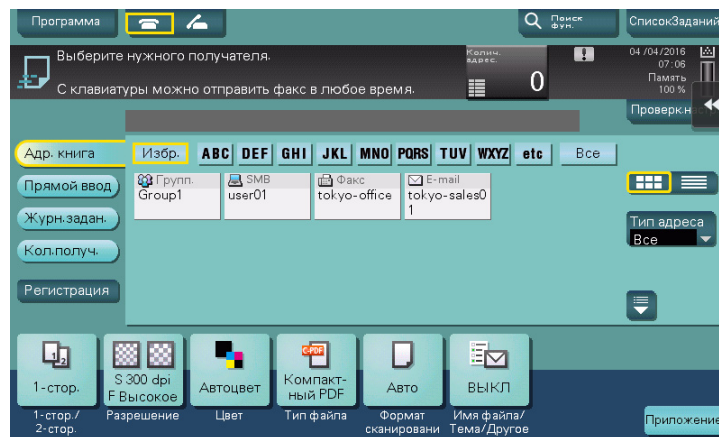 Программа
Поиск
фун.
СписокЗаданий
Выберите нужного получателя.
С клавиатуры можно отправить факс в любое время.
Колич.
адрес.
0
04/04/2016
07:06
Память
100 %
Проверк.н
Адр. книга
Избр.
ABC
DEF
GHI
JKL
MNO
PQRS
TUV
WXYZ
etc
Все
Прямой ввод
Журн.задан.
Кол.получ.
Регистрация
Групп.
Group1
SMB
user01
Факс
tokyo-office
E-mail
tokyo-sales0
1
Тип адреса
Все
1-стор.
S 300 dpi
F Высокое
Автоцвет
C-PDF
Компакт-
ный PDF
Авто
ВЫКЛ
1-стор./
2-стор.
Разрешение
Цвет
Тип файла
Формат
сканировани
Имя файла/
Тема/Другое
Приложение